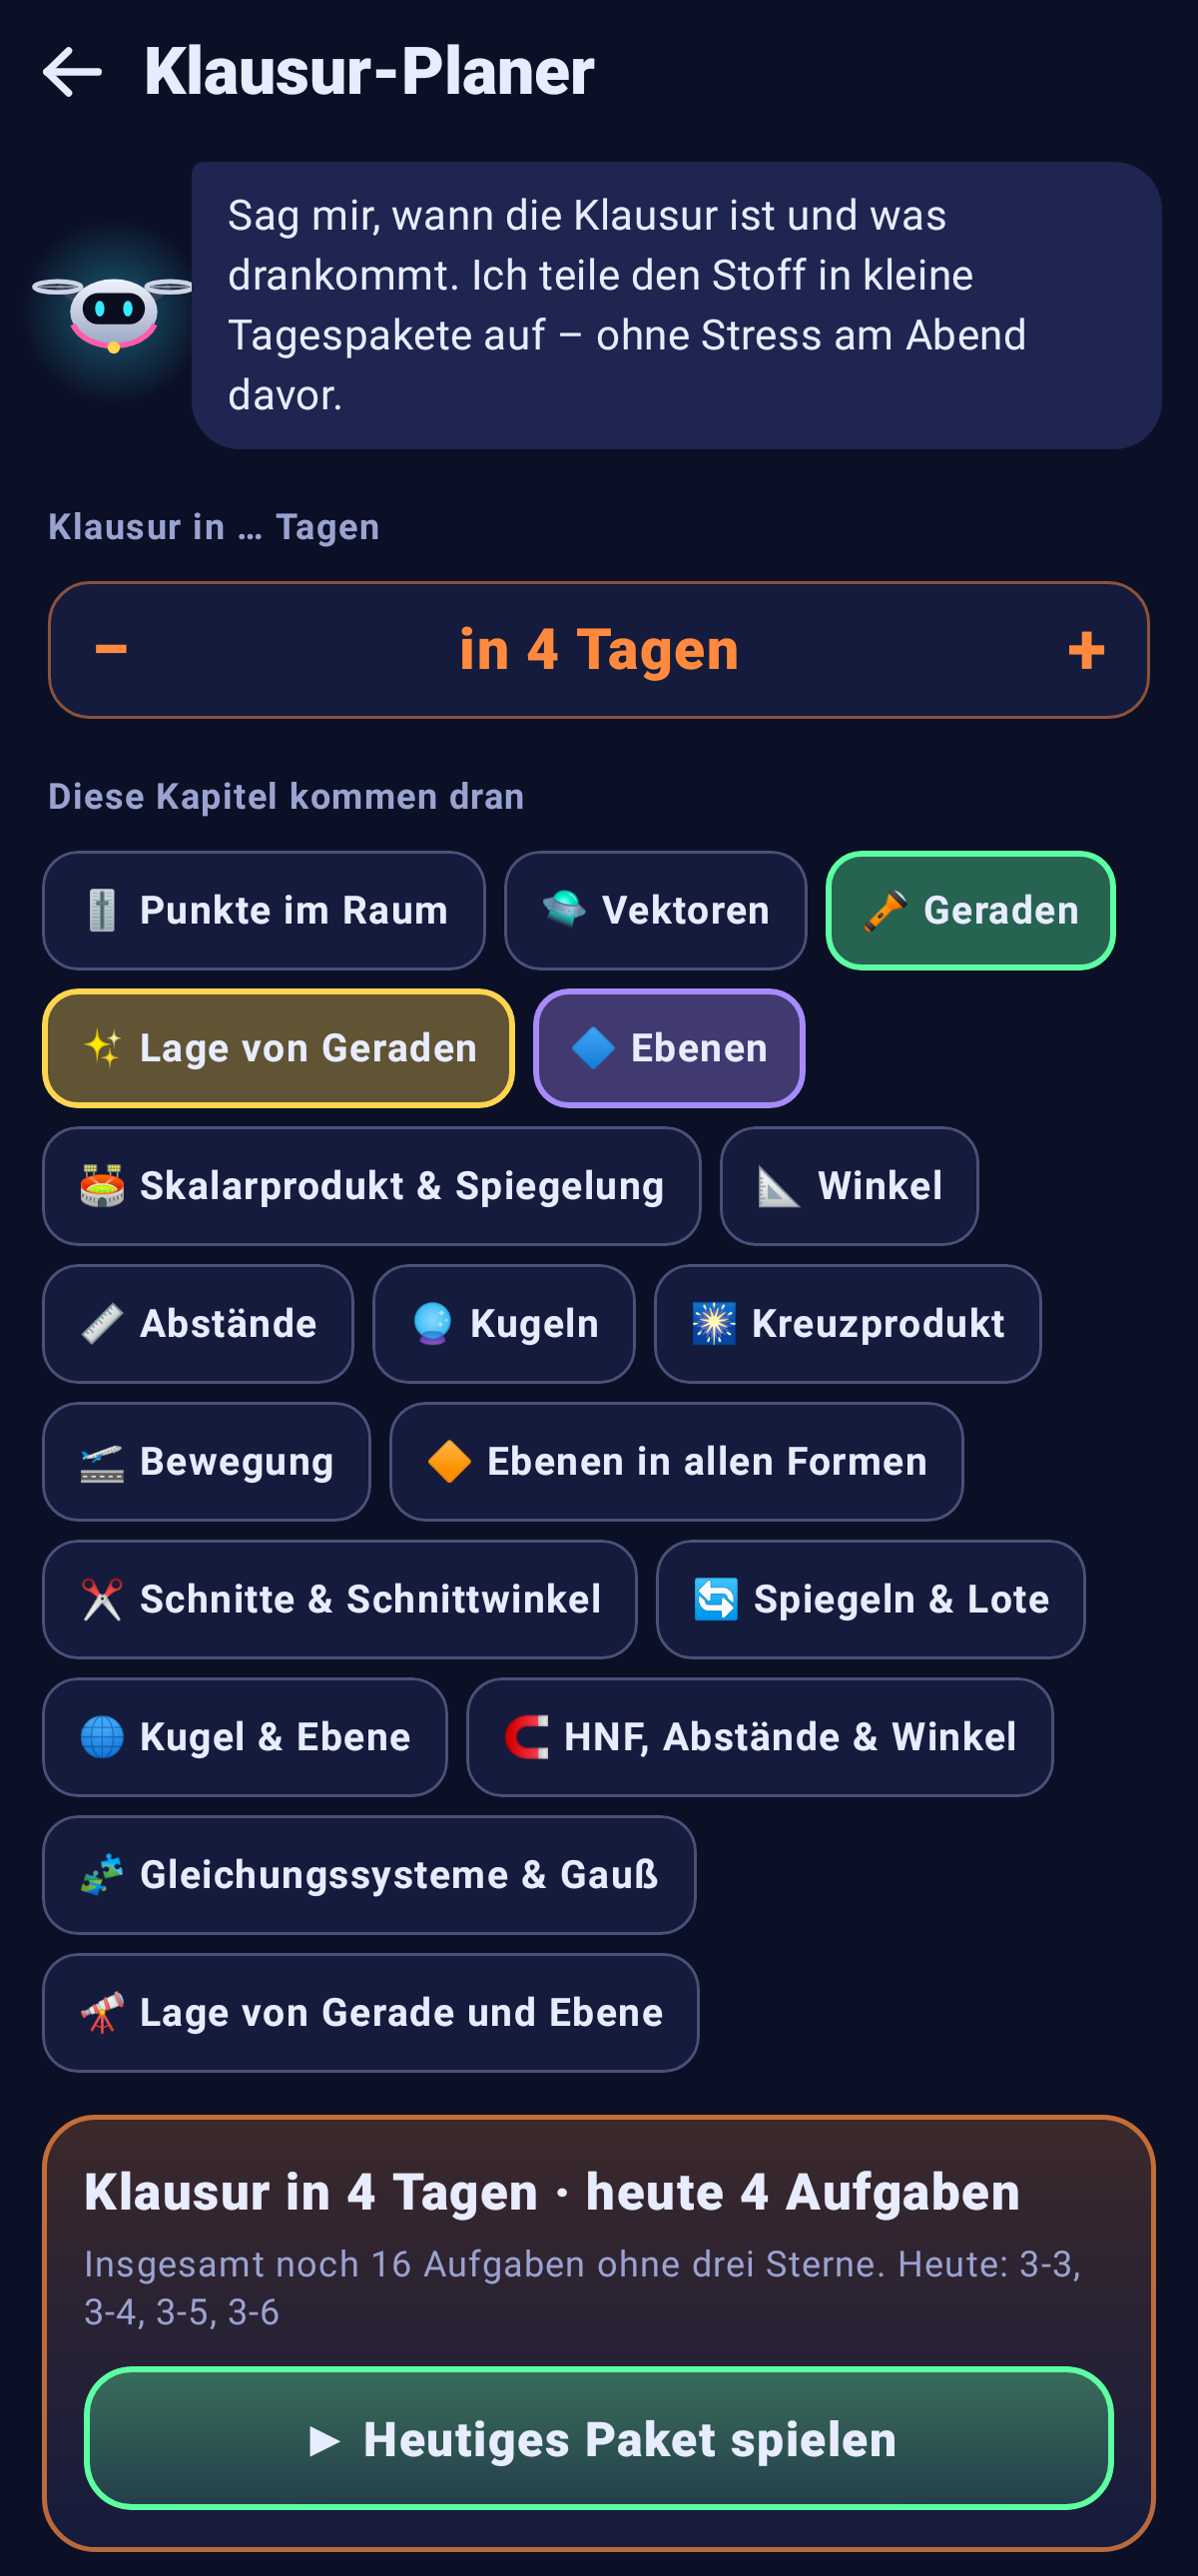 Klausur-Planer
Sag mir, wann die Klausur ist und was
drankommt. Ich teile den Stoff in kleine
Tagespakete auf – ohne Stress am Abend
davor.
Klausur in … Tagen
− in 4 Tagen +
Diese Kapitel kommen dran
Punkte im Raum Vektoren Geraden
Lage von Geraden Ebenen
Skalarprodukt & Spiegelung Winkel
Abstände Kugeln Kreuzprodukt
Bewegung Ebenen in allen Formen
Schnitte & Schnittwinkel Spiegeln & Lote
Kugel & Ebene HNF, Abstände & Winkel
Gleichungssysteme & Gauß
Lage von Gerade und Ebene
Klausur in 4 Tagen · heute 4 Aufgaben
Insgesamt noch 16 Aufgaben ohne drei Sterne. Heute: 3-3,
3-4, 3-5, 3-6
► Heutiges Paket spielen